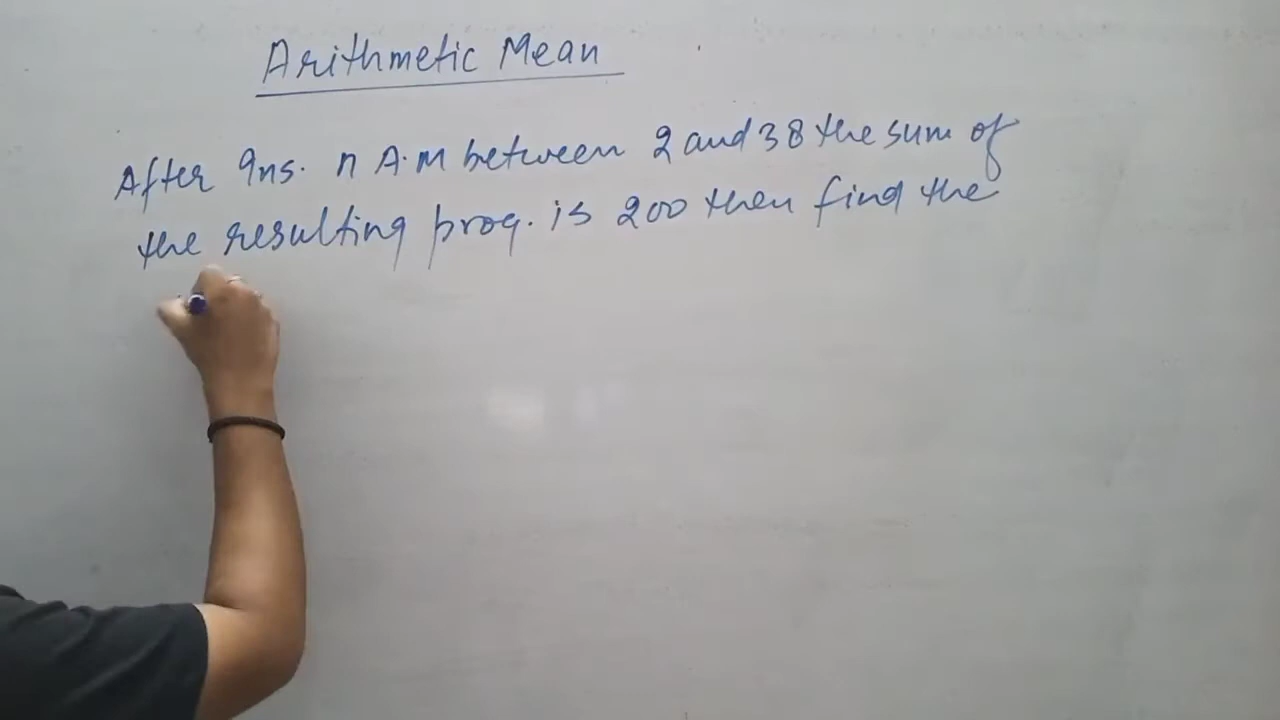 Arithmetic Mean
After Ins. n A.M between 2 and 38 the sum of
the resulting prog. is 200 then find the